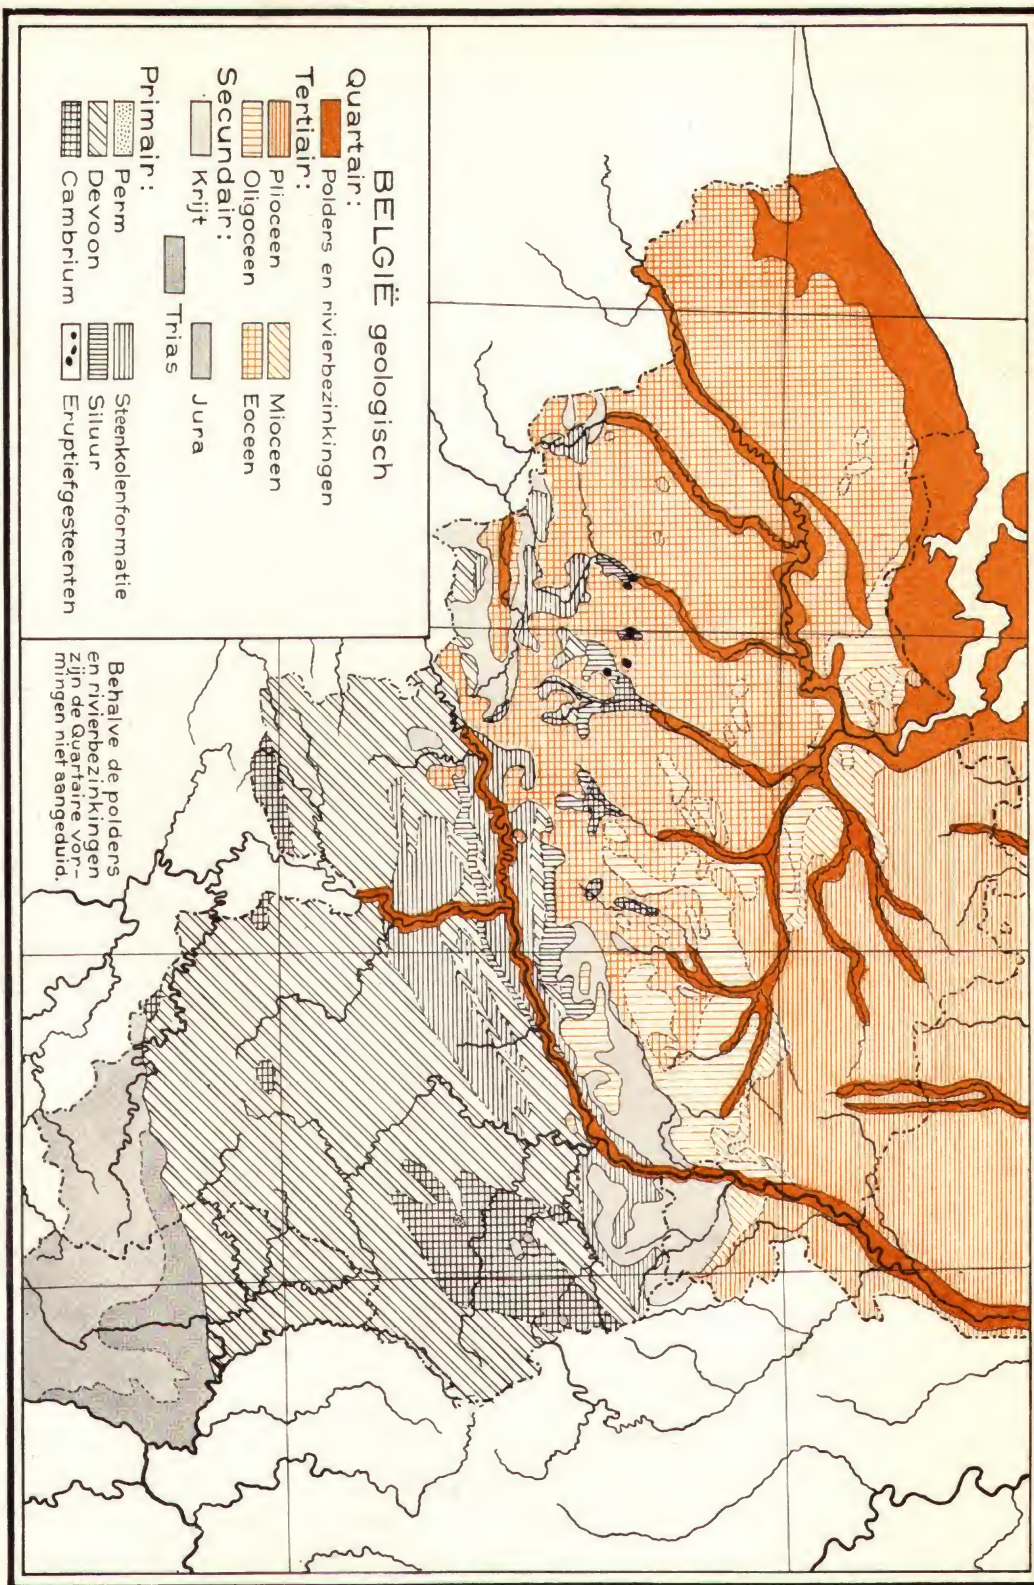 BELGIË geologisch
Quartair:
Polders en rivierbezinkingen
Tertiair:
Plioceen Mioceen
Oligoceen Eoceen
Secundair:
Krijt Jura
Trias
Primair:
Perm Steenkolenformatie
Devoon Siluur
Cambrium Eruptiefgesteenten
Behalve de polders
en rivierbezinkingen
zijn de Quartaire vor-
mingen niet aangeduid.